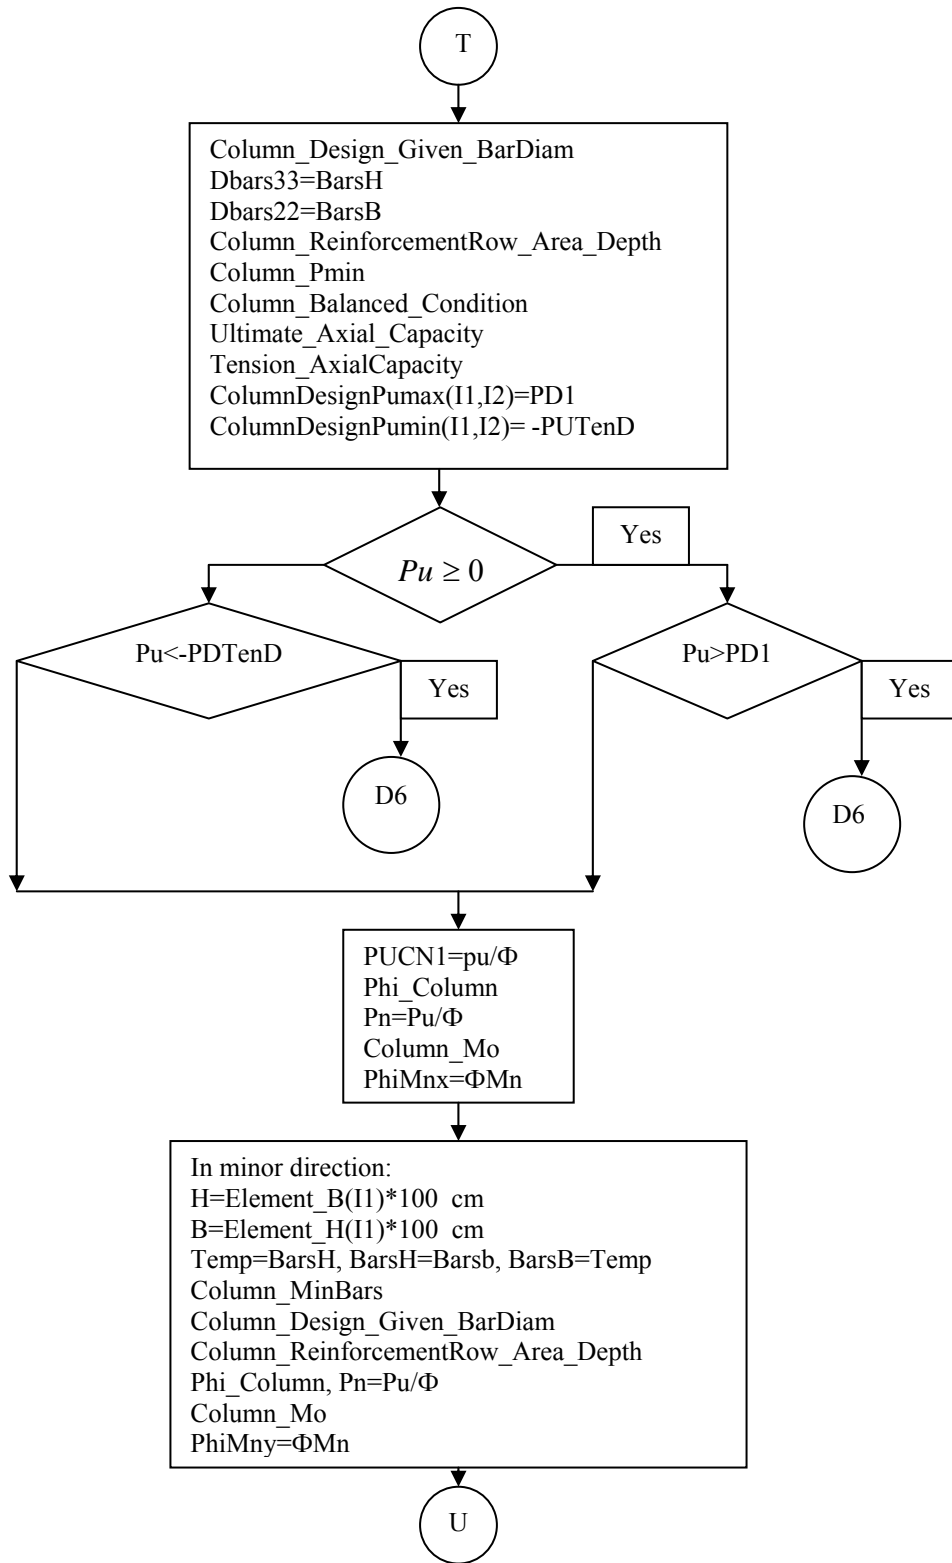 T
Column_Design_Given_BarDiam
Dbars33=BarsH
Dbars22=BarsB
Column_ReinforcementRow_Area_Depth
Column_Pmin
Column_Balanced_Condition
Ultimate_Axial_Capacity
Tension_AxialCapacity
ColumnDesignPumax(I1,I2)=PD1
ColumnDesignPumin(I1,I2)= -PUTenD
Yes
Pu ≥ 0
Pu<-PDTenD
Pu>PD1
Yes
Yes
D6
D6
PUCN1=pu/Φ
Phi_Column
Pn=Pu/Φ
Column_Mo
PhiMnx=ΦMn
In minor direction:
H=Element_B(I1)*100 cm
B=Element_H(I1)*100 cm
Temp=BarsH, BarsH=Barsb, BarsB=Temp
Column_MinBars
Column_Design_Given_BarDiam
Column_ReinforcementRow_Area_Depth
Phi_Column, Pn=Pu/Φ
Column_Mo
PhiMny=ΦMn
U